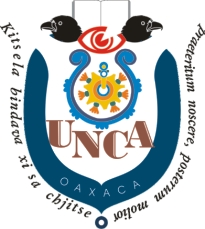 Kitsela bindava xi sa chjitse
praeteritum noscere, posterum molior
UNCA
OAXACA